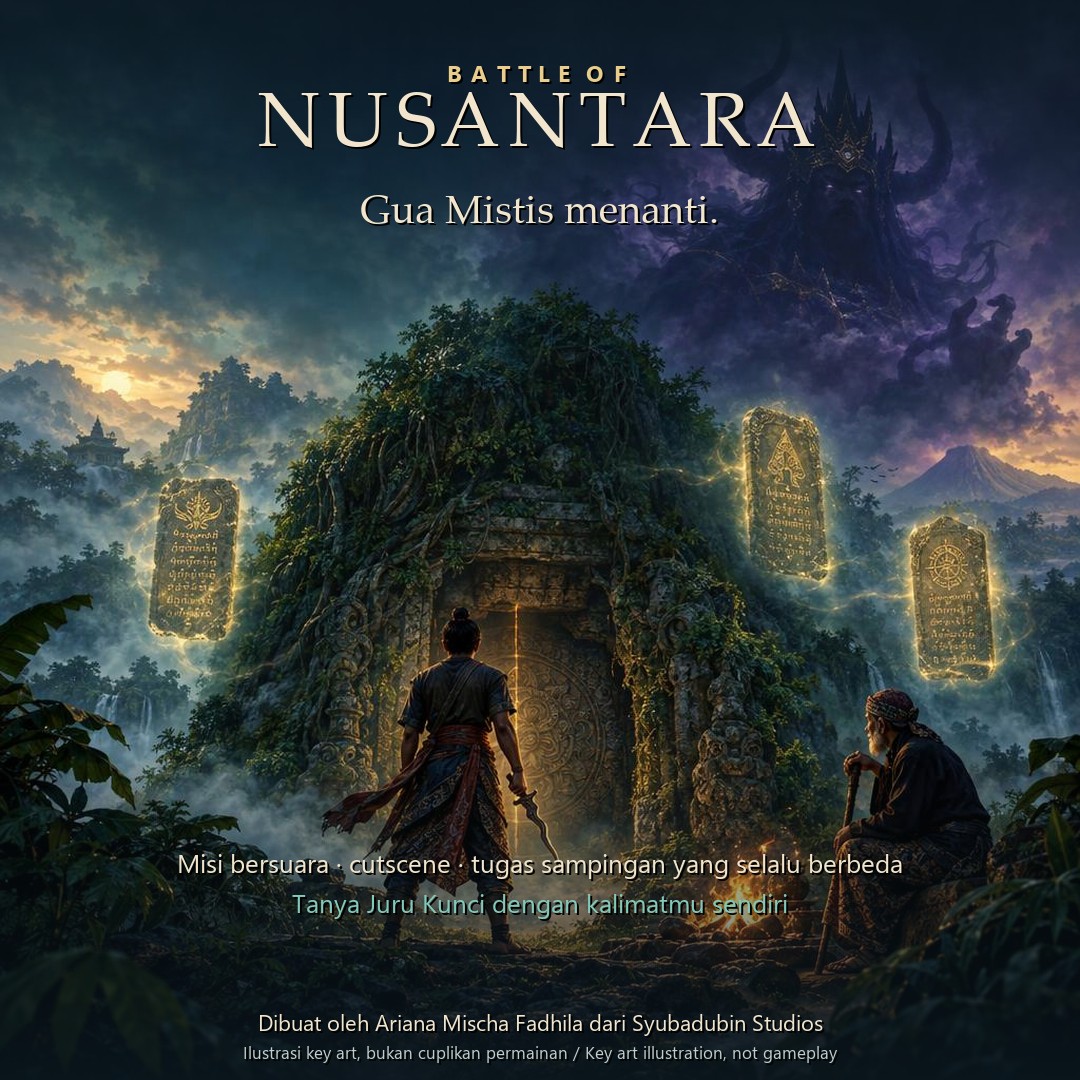 BATTLE OF
NUSANTARA
Gua Mistis menanti.
Misi bersuara · cutscene · tugas sampingan yang selalu berbeda
Tanya Juru Kunci dengan kalimatmu sendiri
Dibuat oleh Ariana Mischa Fadhila dari Syubadubin Studios
Ilustrasi key art, bukan cuplikan permainan / Key art illustration, not gameplay